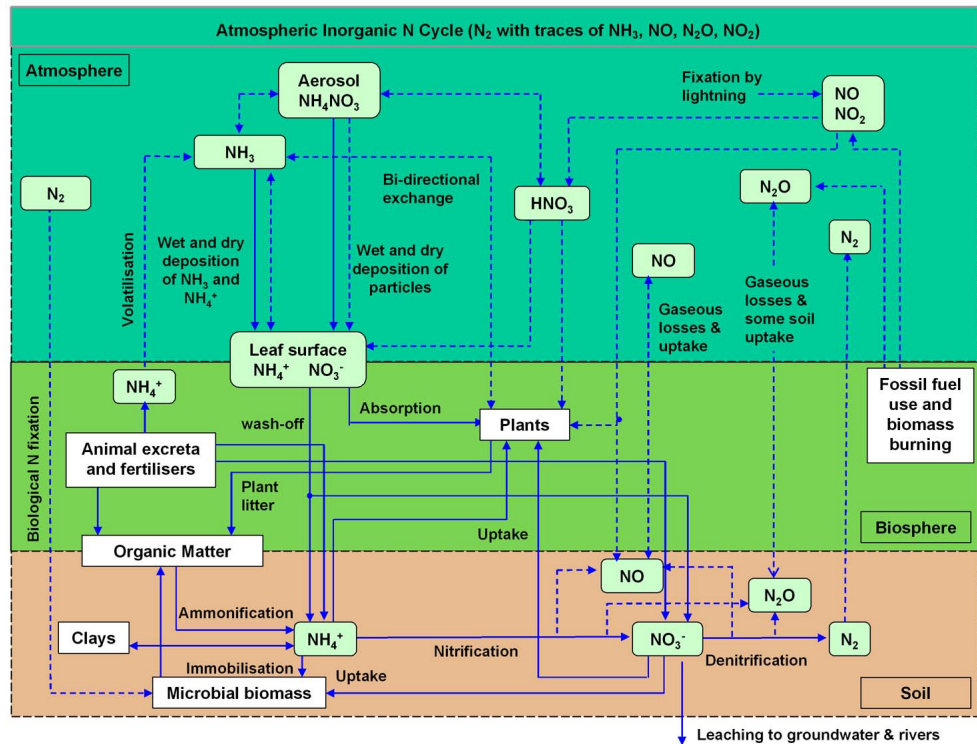 Atmospheric Inorganic N Cycle (N₂ with traces of NH₃, NO, N₂O, NO₂)
Atmosphere
Aerosol
NH₄NO₃
Fixation by
lightning
NO
NO₂
NH₃
Bi-directional
exchange
N₂
HNO₃
N₂O
N₂
Volatilisation
Wet and dry
deposition
of NH₃ and
NH₄⁺
Wet and dry
deposition of
particles
NO
Gaseous
losses &
uptake
Gaseous
losses &
some soil
uptake
Leaf surface
NH₄⁺ NO₃⁻
NH₄⁺
Fossil fuel
use and
biomass
burning
wash-off
Absorption
Plants
Biological N fixation
Animal excreta
and fertilisers
Plant
litter
Uptake
Biosphere
Organic Matter
NO
N₂O
Ammonification
Clays
NH₄⁺
Nitrification
NO₃⁻
Denitrification
N₂
Immobilisation
Uptake
Microbial biomass
Soil
Leaching to groundwater & rivers